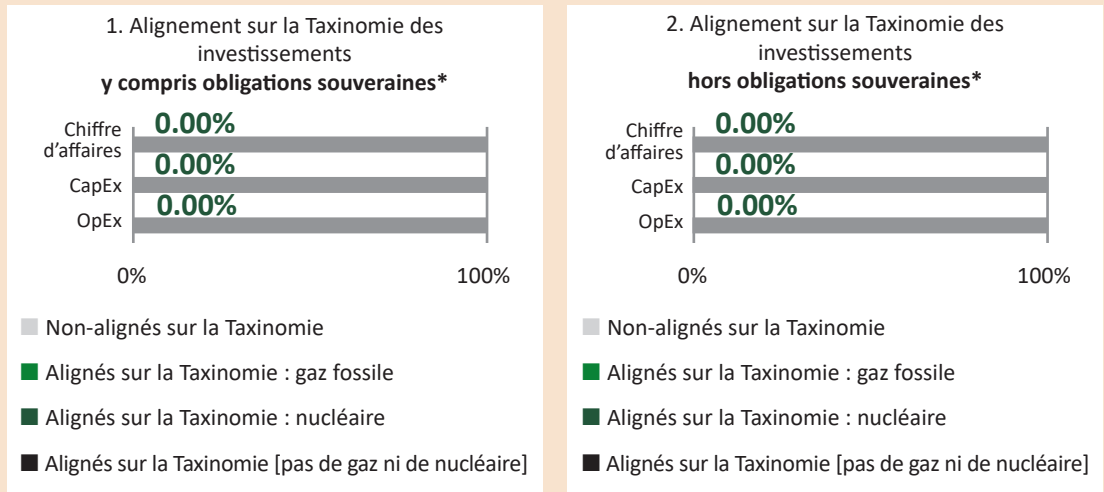 1. Alignement sur la Taxinomie des
investissements
y compris obligations souveraines*
0.00%
Chiffre
d’affaires
0.00%
CapEx
0.00%
OpEx
0%
100%
Non-alignés sur la Taxinomie
Alignés sur la Taxinomie : gaz fossile
Alignés sur la Taxinomie : nucléaire
Alignés sur la Taxinomie [pas de gaz ni de nucléaire]
2. Alignement sur la Taxinomie des
investissements
hors obligations souveraines*
0.00%
Chiffre
d’affaires
0.00%
CapEx
0.00%
OpEx
0%
100%
Non-alignés sur la Taxinomie
Alignés sur la Taxinomie : gaz fossile
Alignés sur la Taxinomie : nucléaire
Alignés sur la Taxinomie [pas de gaz ni de nucléaire]